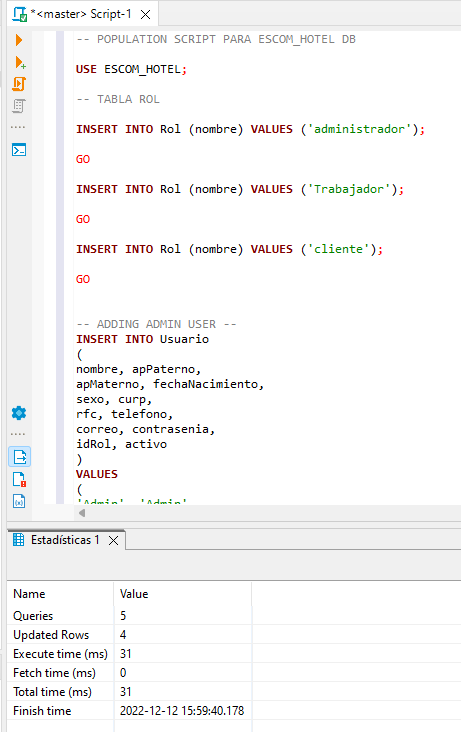 *<master> Script-1
-- POPULATION SCRIPT PARA ESCOM_HOTEL DB
USE ESCOM_HOTEL;
-- TABLA ROL
INSERT INTO Rol (nombre) VALUES ('administrador');
GO
INSERT INTO Rol (nombre) VALUES ('Trabajador');
GO
INSERT INTO Rol (nombre) VALUES ('cliente');
GO
-- ADDING ADMIN USER --
INSERT INTO Usuario
(
nombre, apPaterno,
apMaterno, fechaNacimiento,
sexo, curp,
rfc, telefono,
correo, contrasenia,
idRol, activo
)
VALUES
(
'Admin', 'Admin',
Estadísticas 1
Name Value
Queries 5
Updated Rows 4
Execute time (ms) 31
Fetch time (ms) 0
Total time (ms) 31
Finish time 2022-12-12 15:59:40.178